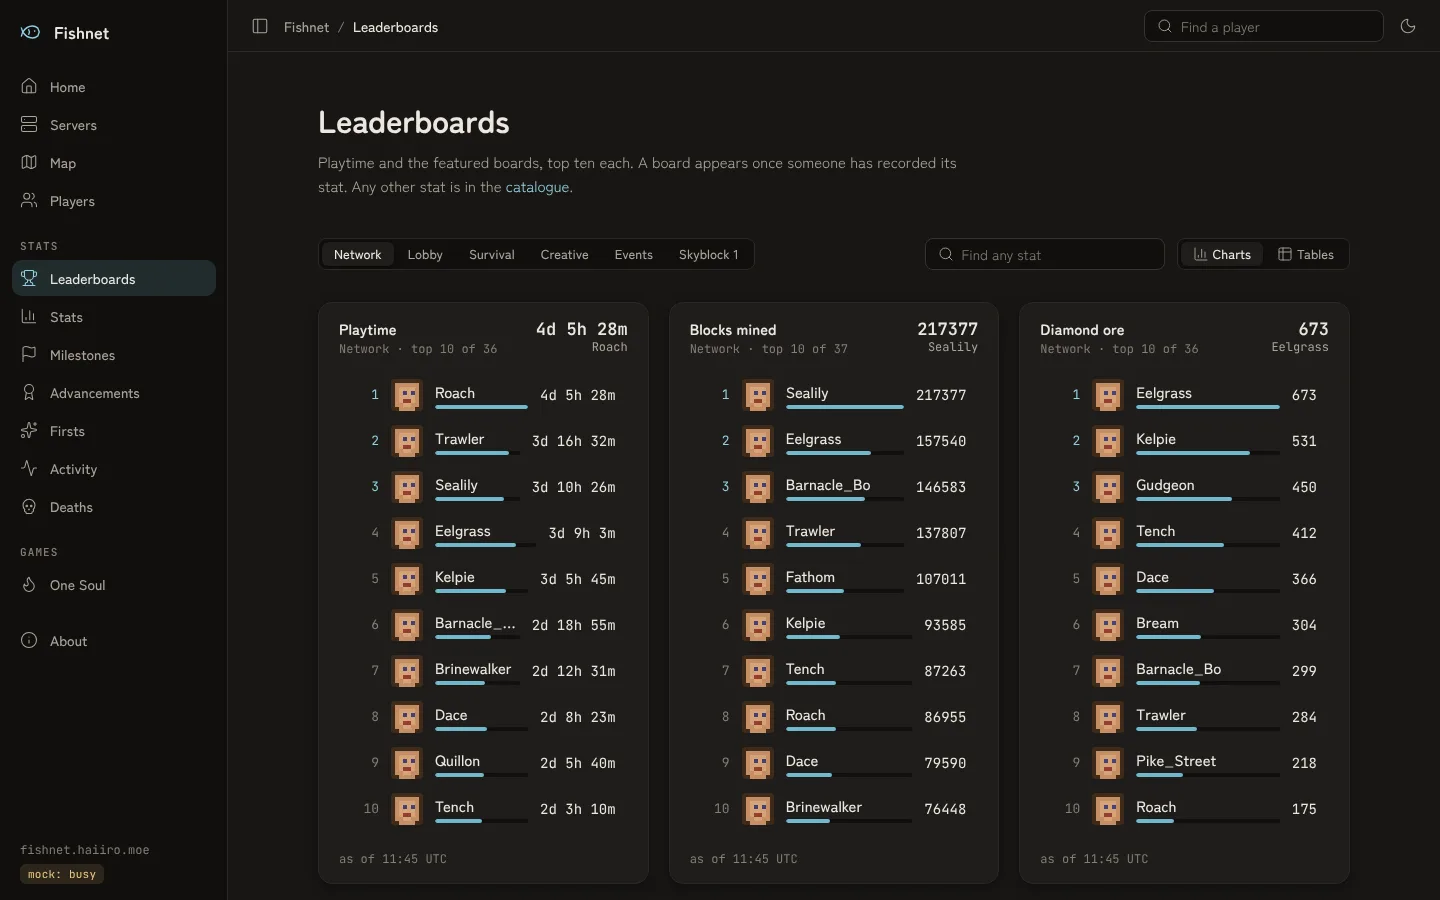 Fishnet
Home
Servers
Map
Players
STATS
Leaderboards
Stats
Milestones
Advancements
Firsts
Activity
Deaths
GAMES
One Soul
About
fishnet.haiiro.moe
mock: busy
Fishnet / Leaderboards
Find a player
Leaderboards
Playtime and the featured boards, top ten each. A board appears once someone has recorded its
stat. Any other stat is in the catalogue.
Network Lobby Survival Creative Events Skyblock 1
Find any stat
Charts Tables
Playtime 4d 5h 28m
Network · top 10 of 36 Roach
1 Roach 4d 5h 28m
2 Trawler 3d 16h 32m
3 Sealily 3d 10h 26m
4 Eelgrass 3d 9h 3m
5 Kelpie 3d 5h 45m
6 Barnacle_... 2d 18h 55m
7 Brinewalker 2d 12h 31m
8 Dace 2d 8h 23m
9 Quillon 2d 5h 40m
10 Tench 2d 3h 10m
as of 11:45 UTC
Blocks mined 217377
Network · top 10 of 37 Sealily
1 Sealily 217377
2 Eelgrass 157540
3 Barnacle_Bo 146583
4 Trawler 137807
5 Fathom 107011
6 Kelpie 93585
7 Tench 87263
8 Roach 86955
9 Dace 79590
10 Brinewalker 76448
as of 11:45 UTC
Diamond ore 673
Network · top 10 of 36 Eelgrass
1 Eelgrass 673
2 Kelpie 531
3 Gudgeon 450
4 Tench 412
5 Dace 366
6 Bream 304
7 Barnacle_Bo 299
8 Trawler 284
9 Pike_Street 218
10 Roach 175
as of 11:45 UTC